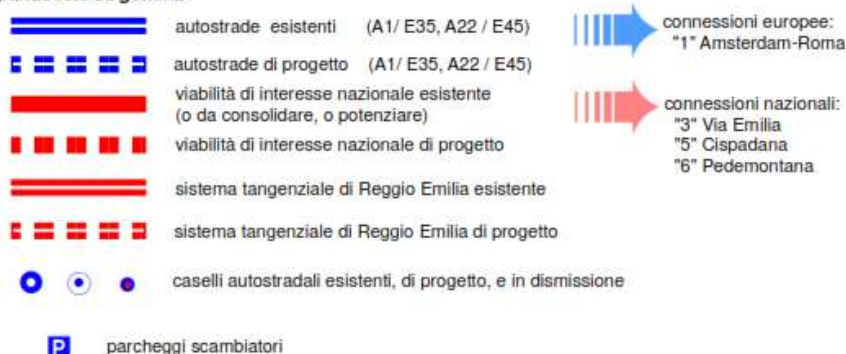 autostrade esistenti (A1/ E35, A22 / E45)
autostrade di progetto (A1/ E35, A22 / E45)
viabilità di interesse nazionale esistente
(o da consolidare, o potenziare)
viabilità di interesse nazionale di progetto
sistema tangenziale di Reggio Emilia esistente
sistema tangenziale di Reggio Emilia di progetto
caselli autostradali esistenti, di progetto, e in dismissione
P parcheggi scambiatori
connessioni europee:
"1" Amsterdam-Roma
connessioni nazionali:
"3" Via Emilia
"5" Cispadana
"6" Pedemontana